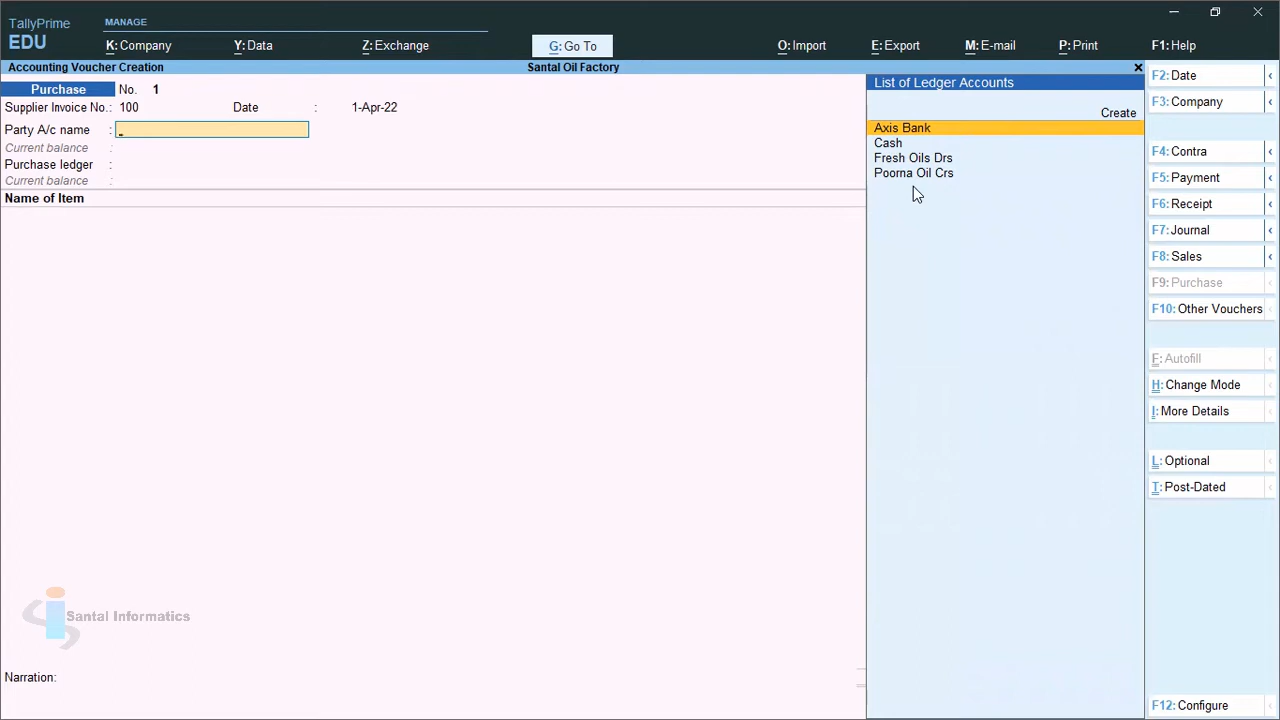 TallyPrime
EDU
MANAGE
K: Company
Y: Data
Z: Exchange
G: Go To
O: Import
E: Export
M: E-mail
P: Print
F1: Help
Accounting Voucher Creation
Santal Oil Factory
Purchase No. 1
Supplier Invoice No.: 100 Date : 1-Apr-22
Party A/c name :
Current balance :
Purchase ledger :
Current balance :
Name of Item
List of Ledger Accounts
Create
Axis Bank
Cash
Fresh Oils Drs
Poorna Oil Crs
F2: Date
F3: Company
F4: Contra
F5: Payment
F6: Receipt
F7: Journal
F8: Sales
F9: Purchase
F10: Other Vouchers
F: Autofill
H: Change Mode
I: More Details
L: Optional
T: Post-Dated
F12: Configure
Santal Informatics
Narration: